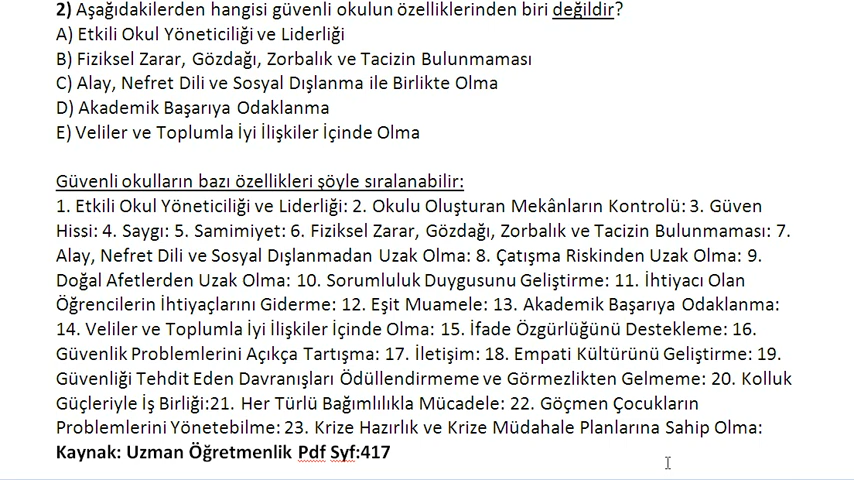 2) Aşağıdakilerden hangisi güvenli okulun özelliklerinden biri değildir?
A) Etkili Okul Yöneticiliği ve Liderliği
B) Fiziksel Zarar, Gözdağı, Zorbalık ve Tacizin Bulunmaması
C) Alay, Nefret Dili ve Sosyal Dışlanma ile Birlikte Olma
D) Akademik Başarıya Odaklanma
E) Veliler ve Toplumla İyi İlişkiler İçinde Olma
Güvenli okulların bazı özellikleri şöyle sıralanabilir:
1. Etkili Okul Yöneticiliği ve Liderliği: 2. Okulu Oluşturan Mekânların Kontrolü: 3. Güven
Hissi: 4. Saygı: 5. Samimiyet: 6. Fiziksel Zarar, Gözdağı, Zorbalık ve Tacizin Bulunmaması: 7.
Alay, Nefret Dili ve Sosyal Dışlanmadan Uzak Olma: 8. Çatışma Riskinden Uzak Olma: 9.
Doğal Afetlerden Uzak Olma: 10. Sorumluluk Duygusunu Geliştirme: 11. İhtiyacı Olan
Öğrencilerin İhtiyaçlarını Giderme: 12. Eşit Muamele: 13. Akademik Başarıya Odaklanma:
14. Veliler ve Toplumla İyi İlişkiler İçinde Olma: 15. İfade Özgürlüğünü Destekleme: 16.
Güvenlik Problemlerini Açıkça Tartışma: 17. İletişim: 18. Empati Kültürünü Geliştirme: 19.
Güvenliği Tehdit Eden Davranışları Ödüllendirmeme ve Görmezlikten Gelmeme: 20. Kolluk
Güçleriyle İş Birliği:21. Her Türlü Bağımlılıkla Mücadele: 22. Göçmen Çocukların
Problemlerini Yönetebilme: 23. Krize Hazırlık ve Krize Müdahale Planlarına Sahip Olma:
Kaynak: Uzman Öğretmenlik Pdf Syf:417